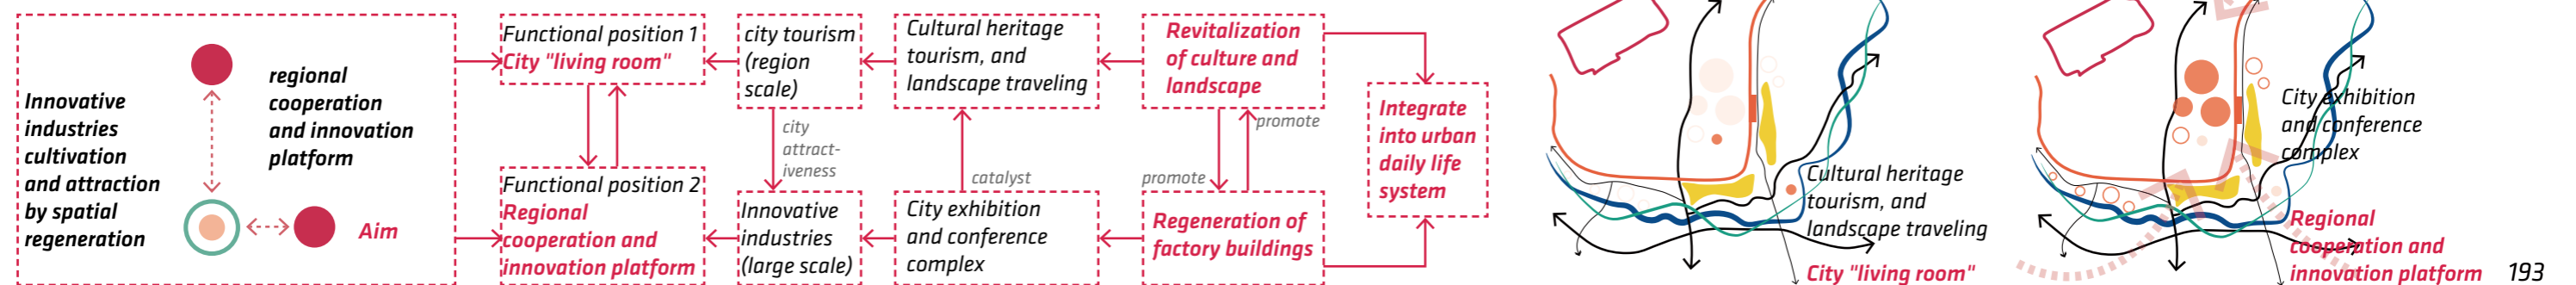 Innovative
industries
cultivation
and attraction
by spatial
regeneration
regional
cooperation
and innovation
platform
Aim
Functional position 1
City "living room"
Functional position 2
Regional
cooperation and
innovation platform
city tourism
(region
scale)
city
attract-
iveness
Innovative
industries
(large scale)
Cultural heritage
tourism, and
landscape traveling
catalyst
City exhibition
and conference
complex
Revitalization
of culture and
landscape
promote
promote
Regeneration of
factory buildings
Integrate
into urban
daily life
system
Cultural heritage
tourism, and
landscape traveling
City "living room"
City exhibition
and conference
complex
Regional
cooperation and
innovation platform
193